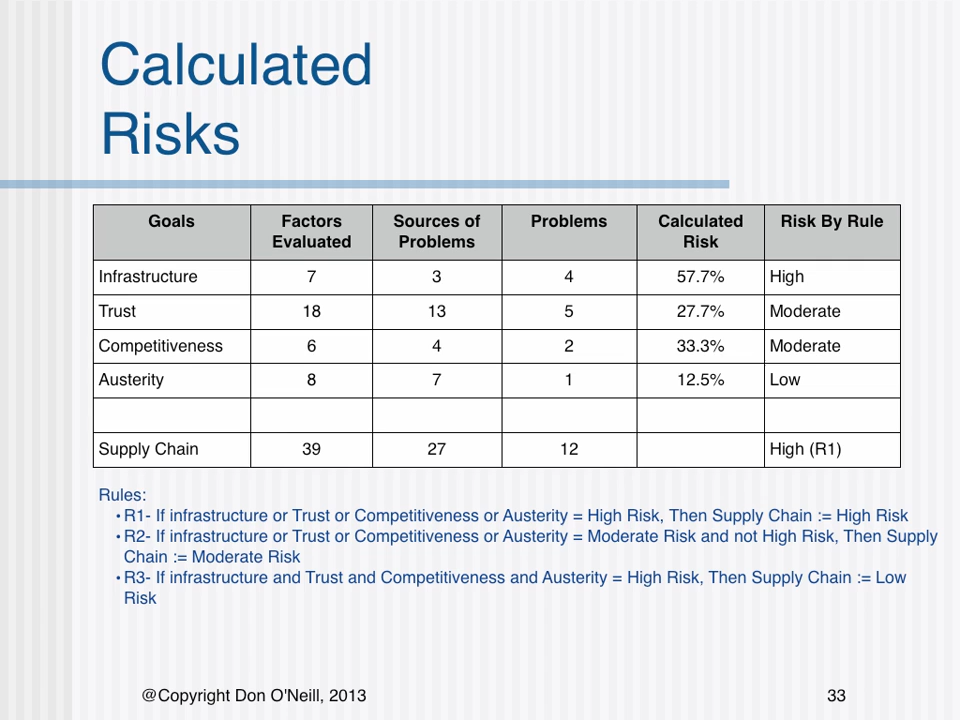 Calculated
Risks
Goals Factors Evaluated Sources of Problems Problems Calculated Risk Risk By Rule
Infrastructure 7 3 4 57.7% High
Trust 18 13 5 27.7% Moderate
Competitiveness 6 4 2 33.3% Moderate
Austerity 8 7 1 12.5% Low
Supply Chain 39 27 12 High (R1)
Rules:
•R1- If infrastructure or Trust or Competitiveness or Austerity = High Risk, Then Supply Chain := High Risk
•R2- If infrastructure or Trust or Competitiveness or Austerity = Moderate Risk and not High Risk, Then Supply
Chain := Moderate Risk
•R3- If infrastructure and Trust and Competitiveness and Austerity = High Risk, Then Supply Chain := Low
Risk
@Copyright Don O'Neill, 2013 33